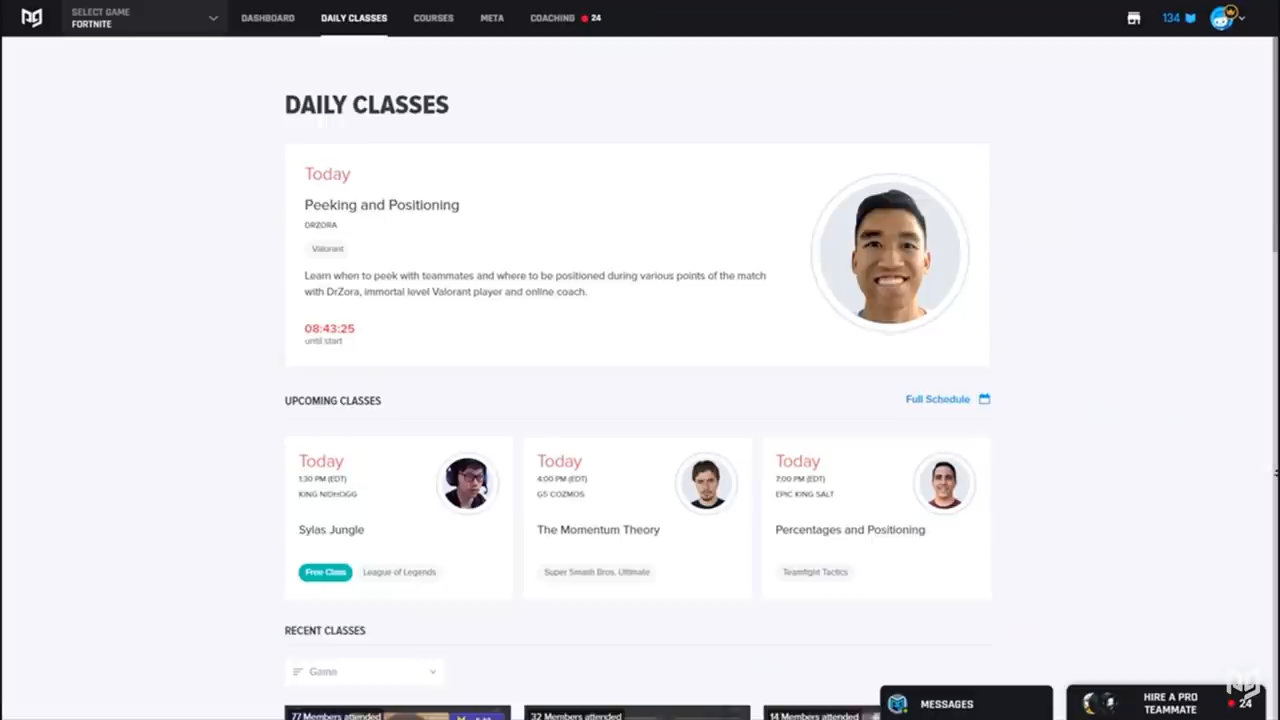 SELECT GAME
FORTNITE
DASHBOARD
DAILY CLASSES
COURSES
META
COACHING
24
134
DAILY CLASSES
Today
Peeking and Positioning
DRZORA
Valorant
Learn when to peek with teammates and where to be positioned during various points of the match
with DrZora, immortal level Valorant player and online coach.
08:43:25
until start
UPCOMING CLASSES
Full Schedule
Today
1:30 PM (EDT)
KING NIDHOGG
Sylas Jungle
Free Class
League of Legends
Today
4:00 PM (EDT)
G5 COZMOS
The Momentum Theory
Super Smash Bros. Ultimate
Today
7:00 PM (EDT)
EPIC KING SALT
Percentages and Positioning
Teamfight Tactics
RECENT CLASSES
Game
77 Members attended
32 Members attended
14 Members attended
MESSAGES
HIRE A PRO
TEAMMATE
24